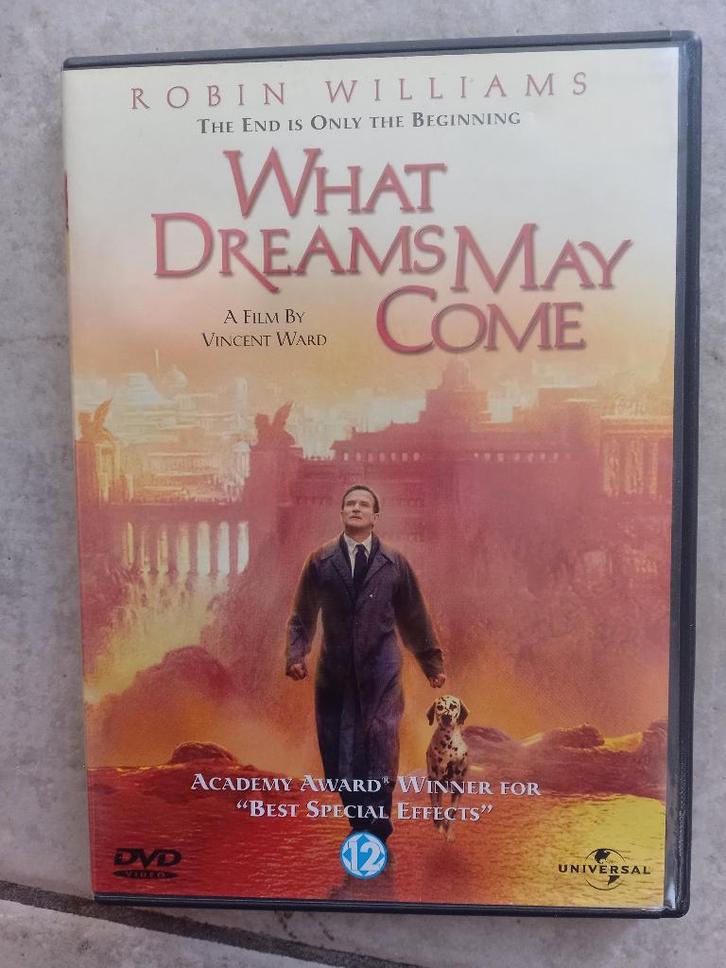 ROBIN WILLIAMS
THE END IS ONLY THE BEGINNING
WHAT
DREAMS MAY
COME
A FILM BY
VINCENT WARD
ACADEMY AWARD® WINNER FOR
"BEST SPECIAL EFFECTS"
12
DVD
VIDEO
UNIVERSAL